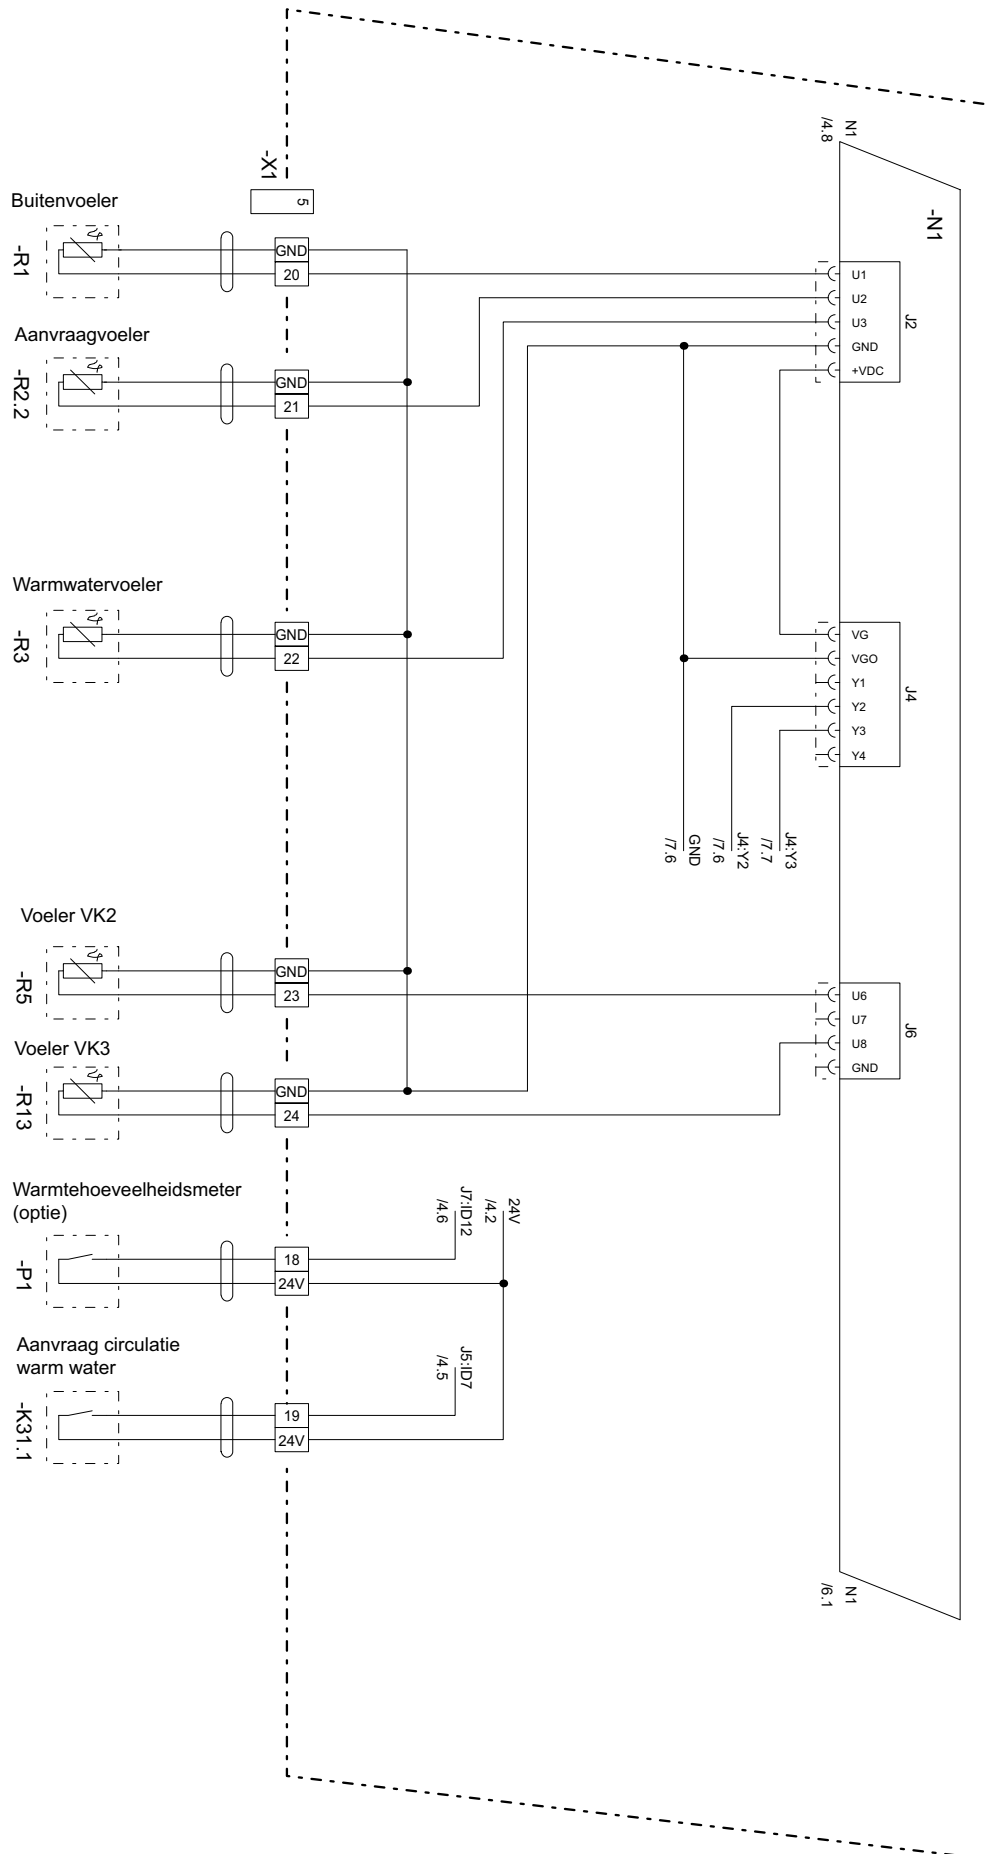 N1
/4.8
-N1
-X1
5
Buitenvoeler
-R1
GND
20
Aanvraagvoeler
-R2.2
GND
21
Warmwatervoeler
-R3
GND
22
Voeler VK2
-R5
GND
23
Voeler VK3
-R13
GND
24
Warmtehoeveelheidsmeter
(optie)
-P1
18
24V
J7:ID12
/4.6
24V
/4.2
Aanvraag circulatie
warm water
-K31.1
19
24V
J5:ID7
/4.5
J2
U1
U2
U3
GND
+VDC
J4
VG
VGO
Y1
Y2
Y3
Y4
GND
/7.6
J4:Y2
/7.6
J4:Y3
/7.7
J6
U6
U7
U8
GND
N1
/6.1